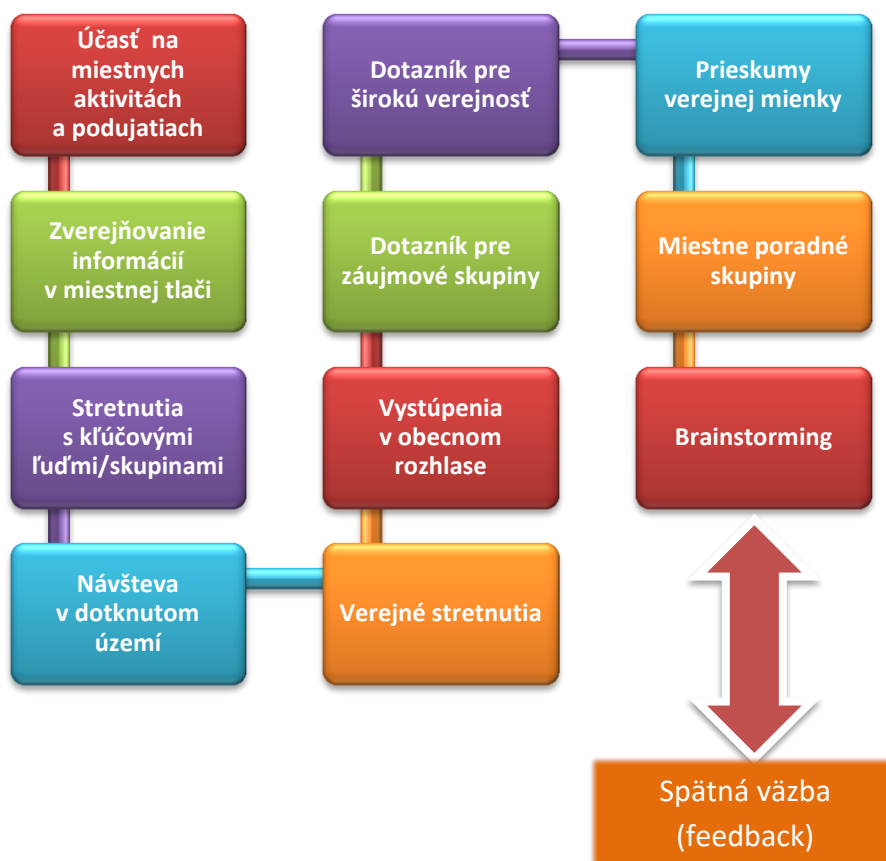 Účasť na
miestnych
aktivitách
a podujatiach
Zverejňovanie
informácií
v miestnej tlači
Stretnutia
s kľúčovými
ľuďmi/skupinami
Návšteva
v dotknutom
území
Verejné stretnutia
Vystúpenia
v obecnom
rozhlase
Dotazník pre
záujmové skupiny
Dotazník pre
širokú verejnosť
Prieskumy
verejnej mienky
Miestne poradné
skupiny
Brainstorming
Spätná väzba
(feedback)